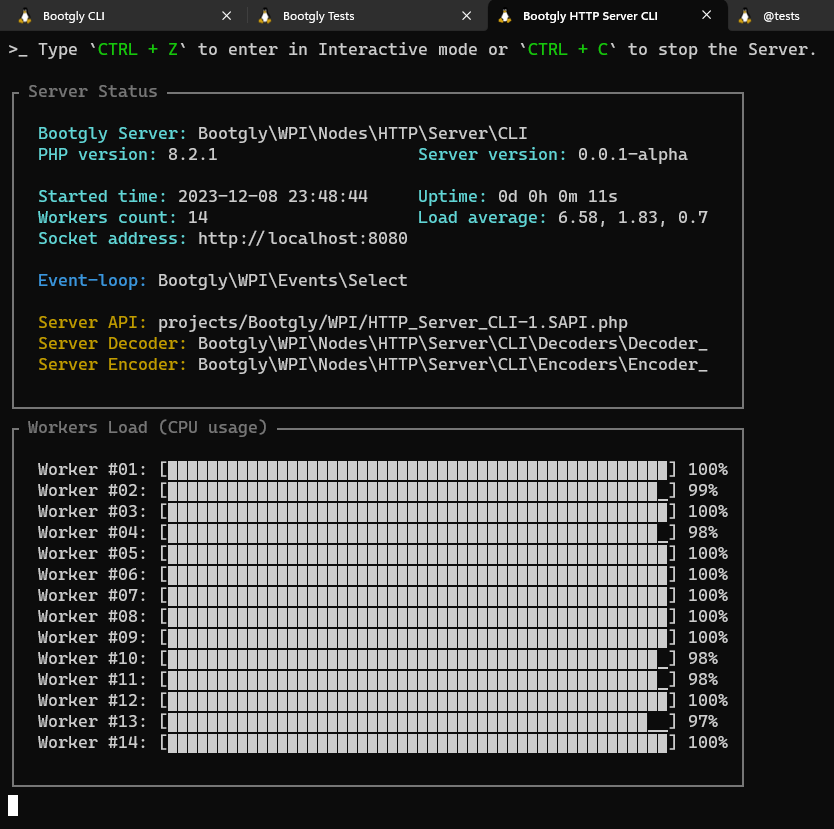 Bootgly CLI
Bootgly Tests
Bootgly HTTP Server CLI
@tests
>_ Type `CTRL + Z` to enter in Interactive mode or `CTRL + C` to stop the Server.
Server Status
Bootgly Server: Bootgly\WPI\Nodes\HTTP\Server\CLI
PHP version: 8.2.1 Server version: 0.0.1-alpha
Started time: 2023-12-08 23:48:44 Uptime: 0d 0h 0m 11s
Workers count: 14 Load average: 6.58, 1.83, 0.7
Socket address: http://localhost:8080
Event-loop: Bootgly\WPI\Events\Select
Server API: projects/Bootgly/WPI/HTTP_Server_CLI-1.SAPI.php
Server Decoder: Bootgly\WPI\Nodes\HTTP\Server\CLI\Decoders\Decoder_
Server Encoder: Bootgly\WPI\Nodes\HTTP\Server\CLI\Encoders\Encoder_
Workers Load (CPU usage)
Worker #01: [ ] 100%
Worker #02: [ _] 99%
Worker #03: [ ] 100%
Worker #04: [ _] 98%
Worker #05: [ ] 100%
Worker #06: [ ] 100%
Worker #07: [ ] 100%
Worker #08: [ ] 100%
Worker #09: [ ] 100%
Worker #10: [ _] 98%
Worker #11: [ _] 98%
Worker #12: [ ] 100%
Worker #13: [ __] 97%
Worker #14: [ ] 100%